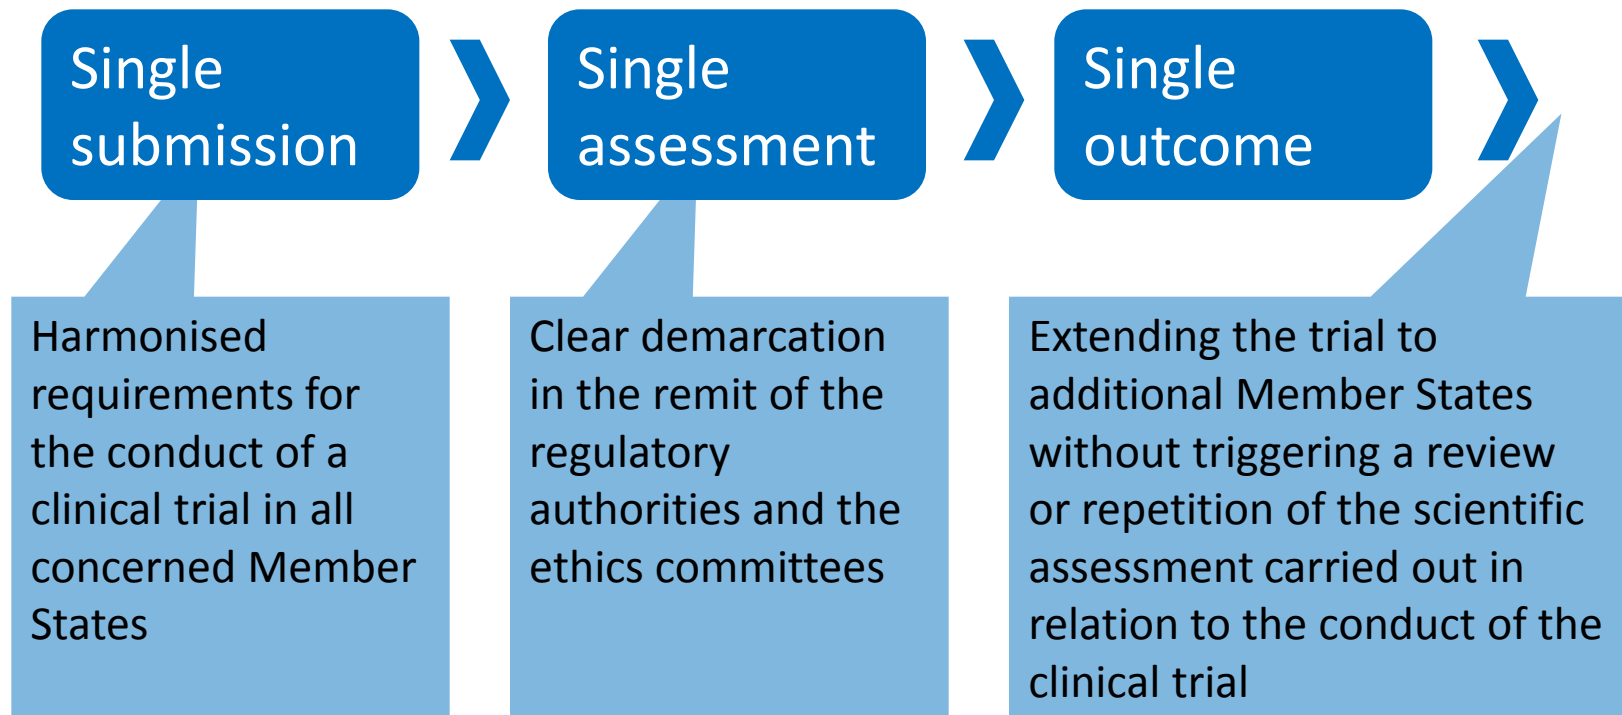 Single
submission
Single
assessment
Single
outcome
Harmonised
requirements for
the conduct of a
clinical trial in all
concerned Member
States
Clear demarcation
in the remit of the
regulatory
authorities and the
ethics committees
Extending the trial to
additional Member States
without triggering a review
or repetition of the scientific
assessment carried out in
relation to the conduct of the
clinical trial